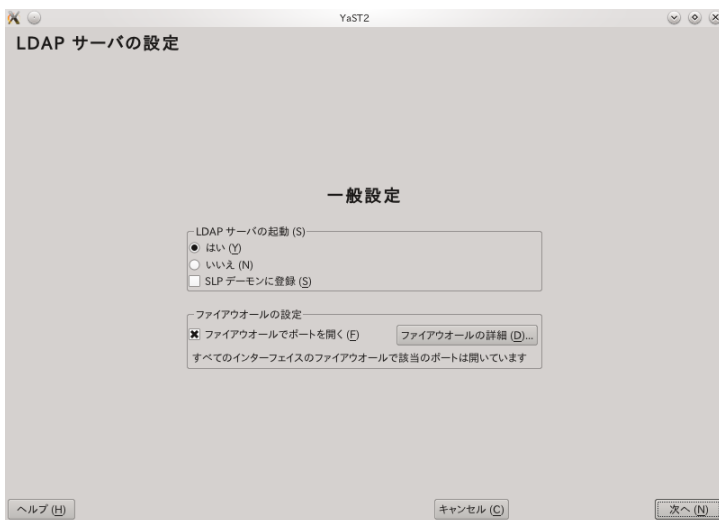 YaST2
LDAP サーバの設定
一般設定
LDAP サーバの起動 (S)
はい (Y)
いいえ (N)
SLP デーモンに登録 (S)
ファイアウオールの設定
ファイアウオールでポートを開く (F)
ファイアウオールの詳細 (D)...
すべてのインターフェイスのファイアウオールで該当のポートは開いています
ヘルプ (H)
キャンセル (C)
次へ (N)